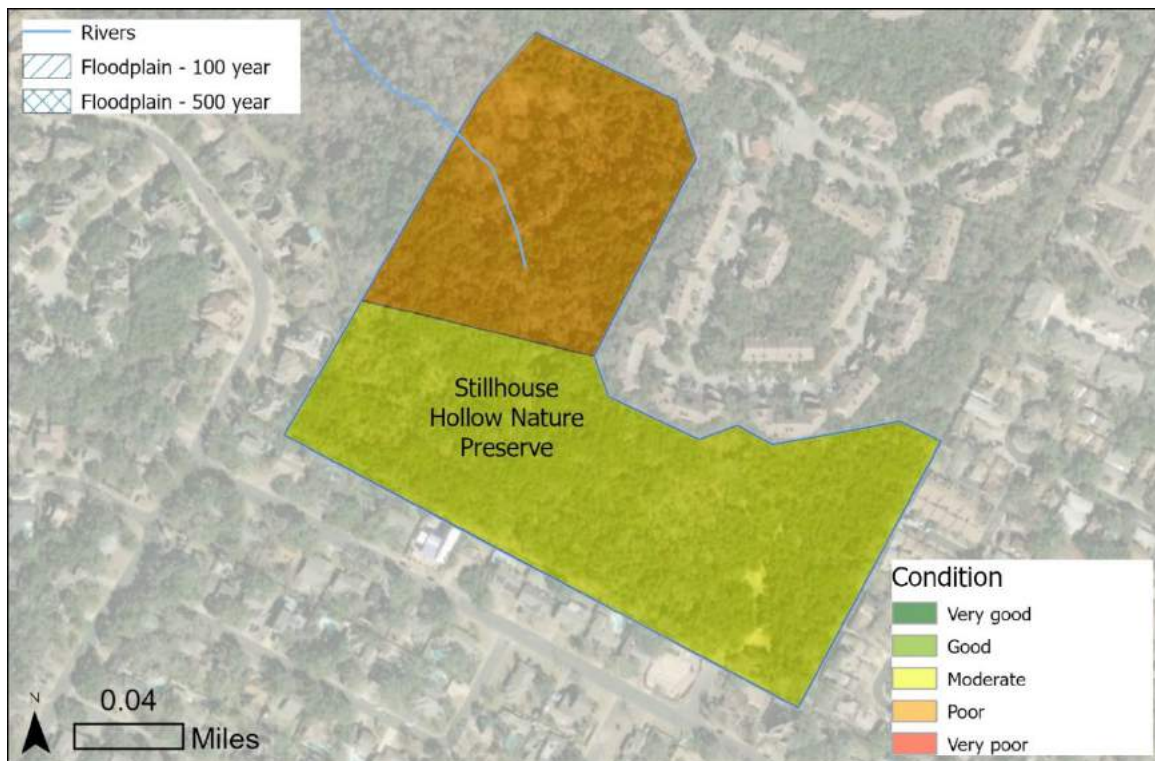 Rivers
Floodplain - 100 year
Floodplain - 500 year
Stillhouse
Hollow Nature
Preserve
Condition
Very good
Good
Moderate
Poor
Very poor
N
0.04
Miles